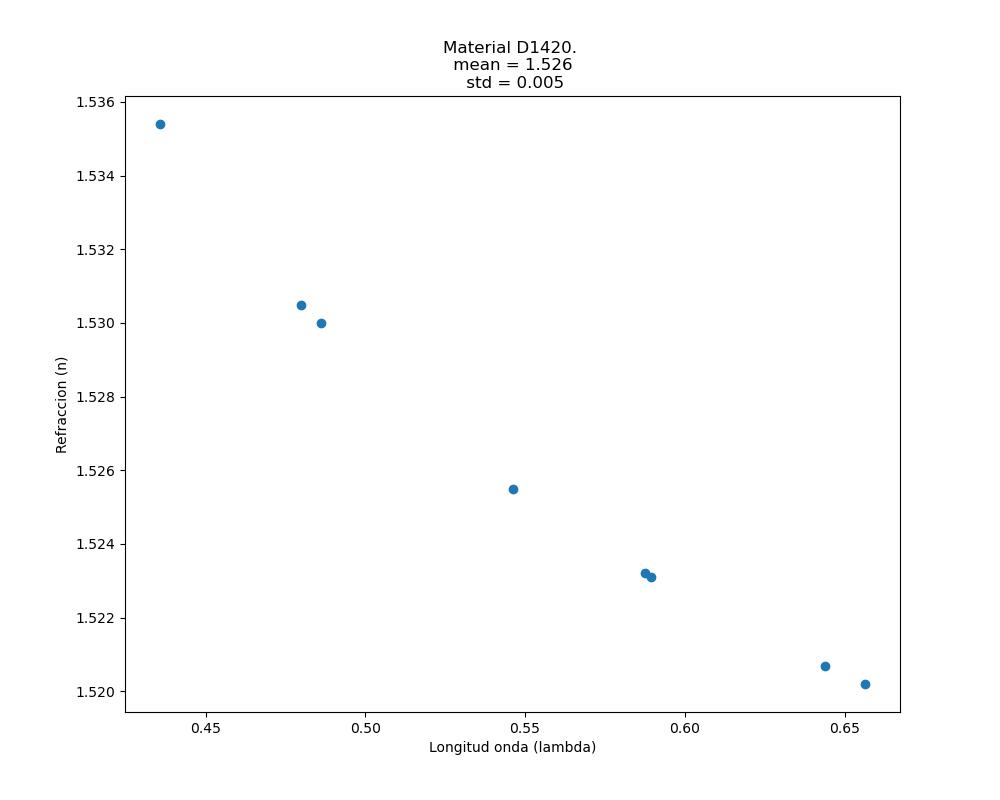 Material D1420.
mean = 1.526
std = 0.005
1.536
1.534
1.532
1.530
1.528
1.526
1.524
1.522
1.520
Refraccion (n)
0.45 0.50 0.55 0.60 0.65
Longitud onda (lambda)